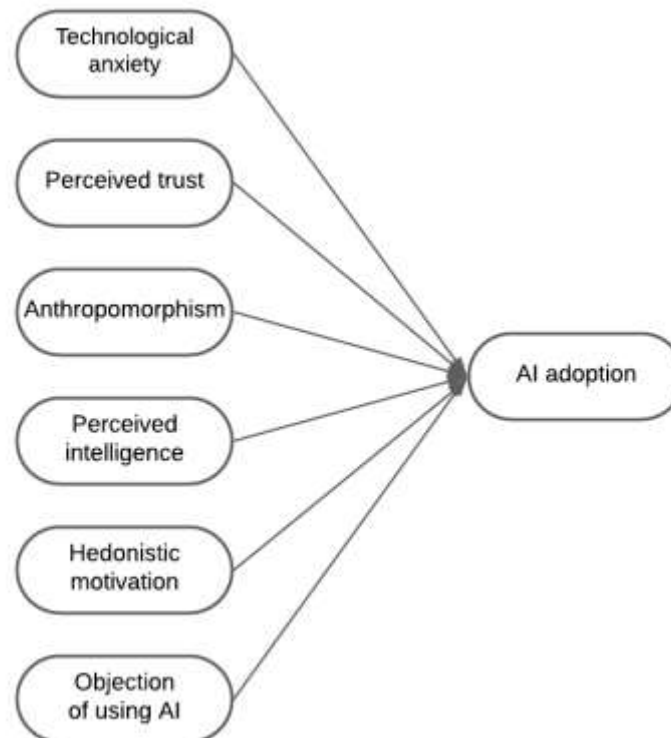 Technological
anxiety
Perceived trust
Anthropomorphism
AI adoption
Perceived
intelligence
Hedonistic
motivation
Objection
of using AI